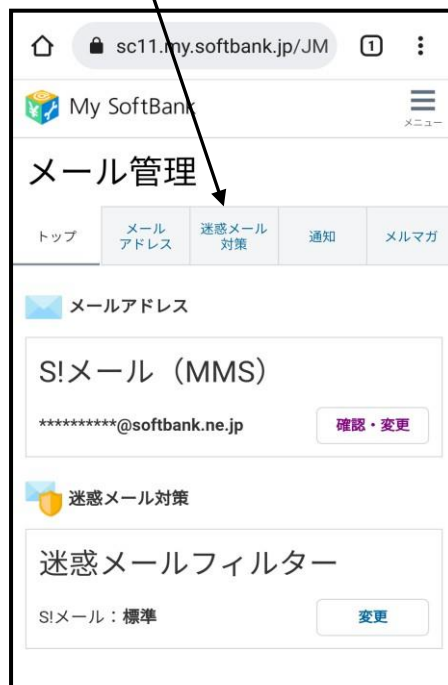 sc11.my.softbank.jp/JM 1
My SoftBank
メニュー
メール管理
トップ
メール
アドレス
迷惑メール
対策
通知
メルマガ
メールアドレス
S!メール（MMS）
**********@softbank.ne.jp 確認・変更
迷惑メール対策
迷惑メールフィルター
S!メール：標準 変更